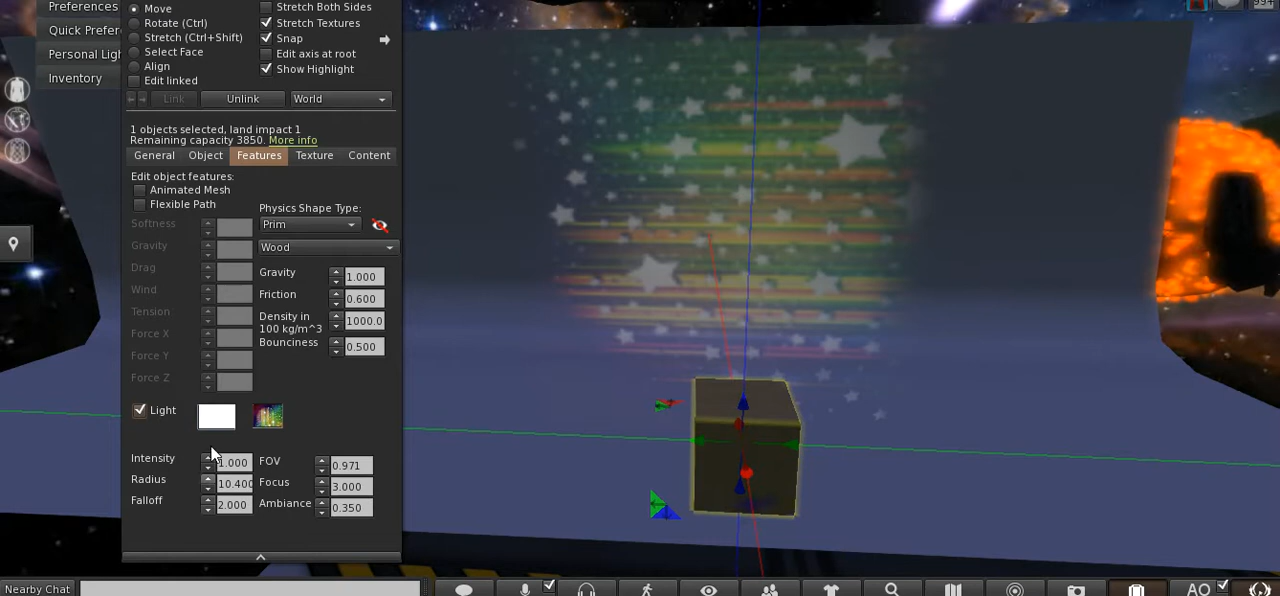 Preferences
Quick Prefer
Personal Ligh
Inventory
Move
Rotate (Ctrl)
Stretch (Ctrl+Shift)
Select Face
Align
Edit linked
Stretch Both Sides
Stretch Textures
Snap
Edit axis at root
Show Highlight
Link
Unlink
World
1 objects selected, land impact 1
Remaining capacity 3850. More info
General Object Features Texture Content
Edit object features:
Animated Mesh
Flexible Path
Softness
Gravity
Drag
Wind
Tension
Force X
Force Y
Force Z
Physics Shape Type:
Prim
Wood
Gravity 1.000
Friction 0.600
Density in
100 kg/m^3 1000.0
Bounciness 0.500
Light
Intensity 1.000
Radius 10.400
Falloff 2.000
FOV 0.971
Focus 3.000
Ambiance 0.350
Nearby Chat
AO
99+